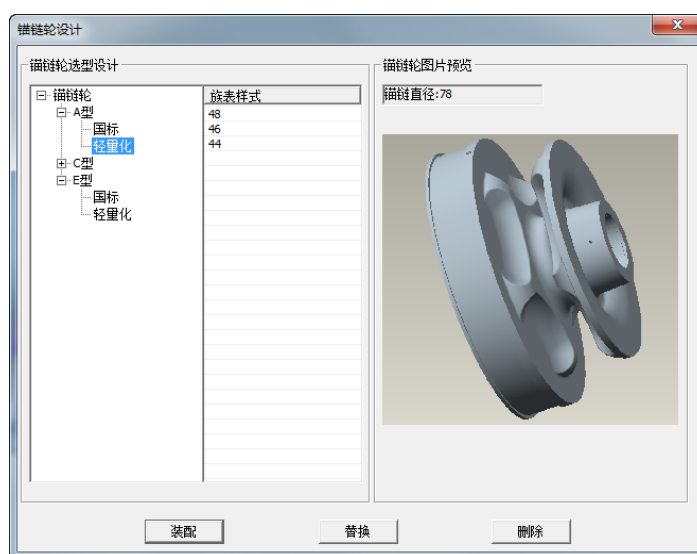 锚链轮设计
锚链轮选型设计
锚链轮
A型
国标
轻量化
C型
E型
国标
轻量化
族表样式
48
46
44
锚链轮图片预览
锚链直径:78
装配
替换
删除